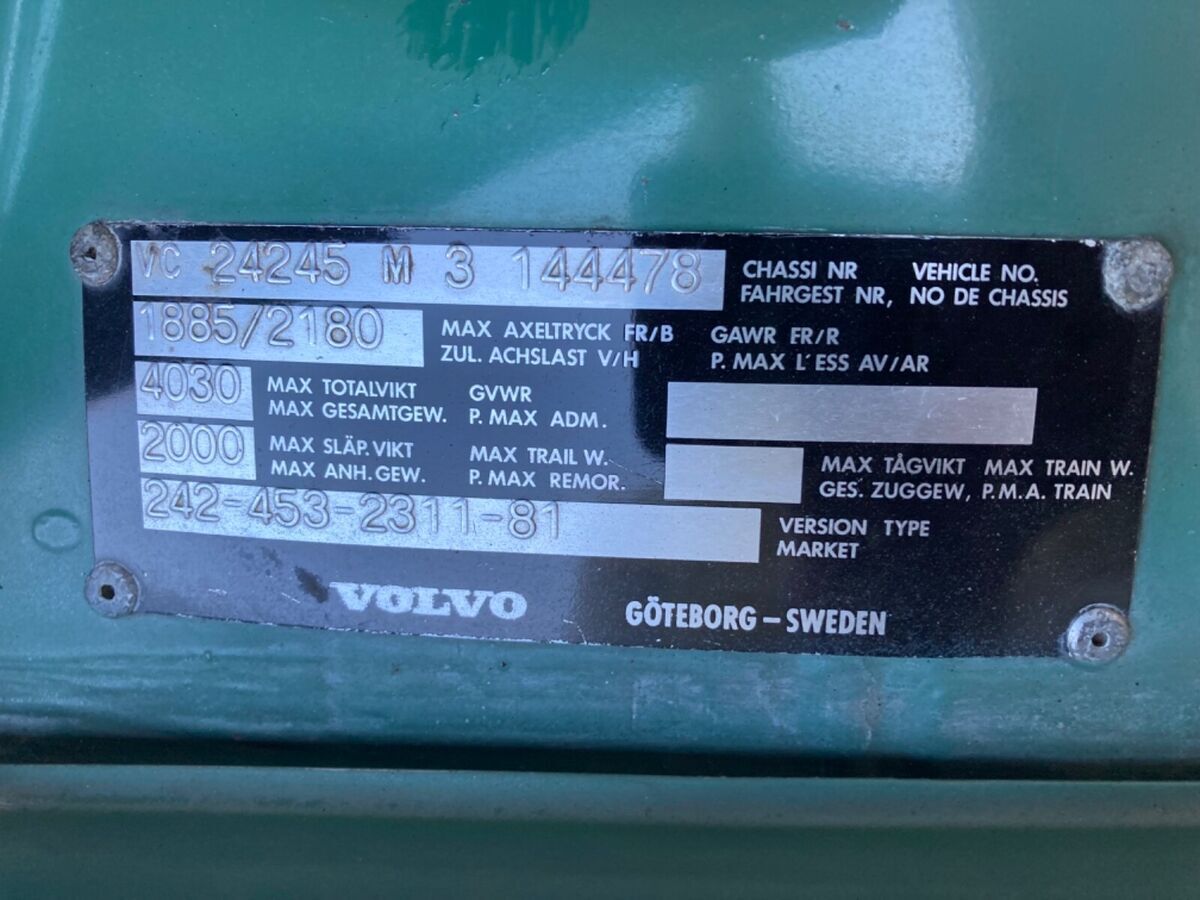 VC 24245 M 3 144478 CHASSI NR VEHICLE NO.
FAHRGEST NR, NO DE CHASSIS
1885/2180 MAX AXELTRYCK FR/B GAWR FR/R
ZUL. ACHSLAST V/H P. MAX L'ESS AV/AR
4030 MAX TOTALVIKT GVWR
MAX GESAMTGEW. P. MAX ADM.
2000 MAX SLÄP. VIKT MAX TRAIL W. MAX TÅGVIKT MAX TRAIN W.
MAX ANH. GEW. P. MAX REMOR. GES. ZUGGEW, P.M.A. TRAIN
242-453-2311-81 VERSION TYPE
MARKET
VOLVO GÖTEBORG – SWEDEN